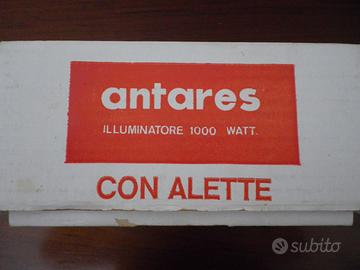 antares
ILLUMINATORE 1000 WATT.
CON ALETTE
subito